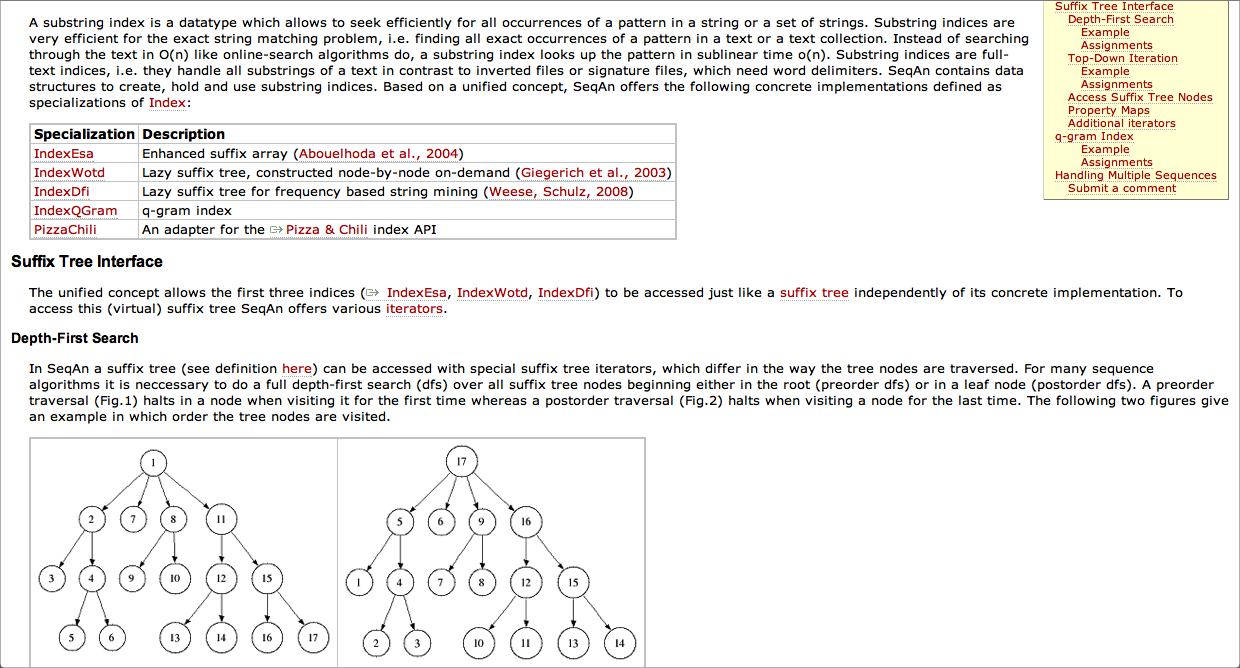 A substring index is a datatype which allows to seek efficiently for all occurrences of a pattern in a string or a set of strings. Substring indices are
very efficient for the exact string matching problem, i.e. finding all exact occurrences of a pattern in a text or a text collection. Instead of searching
through the text in O(n) like online-search algorithms do, a substring index looks up the pattern in sublinear time o(n). Substring indices are full-
text indices, i.e. they handle all substrings of a text in contrast to inverted files or signature files, which need word delimiters. SeqAn contains data
structures to create, hold and use substring indices. Based on a unified concept, SeqAn offers the following concrete implementations defined as
specializations of Index:
Specialization Description
IndexEsa Enhanced suffix array (Abouelhoda et al., 2004)
IndexWotd Lazy suffix tree, constructed node-by-node on-demand (Giegerich et al., 2003)
IndexDfi Lazy suffix tree for frequency based string mining (Weese, Schulz, 2008)
IndexQGram q-gram index
PizzaChili An adapter for the Pizza & Chili index API
Suffix Tree Interface
Depth-First Search
Example
Assignments
Top-Down Iteration
Example
Assignments
Access Suffix Tree Nodes
Property Maps
Additional iterators
q-gram Index
Example
Assignments
Handling Multiple Sequences
Submit a comment
Suffix Tree Interface
The unified concept allows the first three indices ( IndexEsa, IndexWotd, IndexDfi) to be accessed just like a suffix tree independently of its concrete implementation. To
access this (virtual) suffix tree SeqAn offers various iterators.
Depth-First Search
In SeqAn a suffix tree (see definition here) can be accessed with special suffix tree iterators, which differ in the way the tree nodes are traversed. For many sequence
algorithms it is neccessary to do a full depth-first search (dfs) over all suffix tree nodes beginning either in the root (preorder dfs) or in a leaf node (postorder dfs). A preorder
traversal (Fig.1) halts in a node when visiting it for the first time whereas a postorder traversal (Fig.2) halts when visiting a node for the last time. The following two figures give
an example in which order the tree nodes are visited.
1
2 7 8 11
3 4 9 10 12 15
5 6 13 14 16 17
17
5 6 9 16
1 4 7 8 12 15
2 3 10 11 13 14